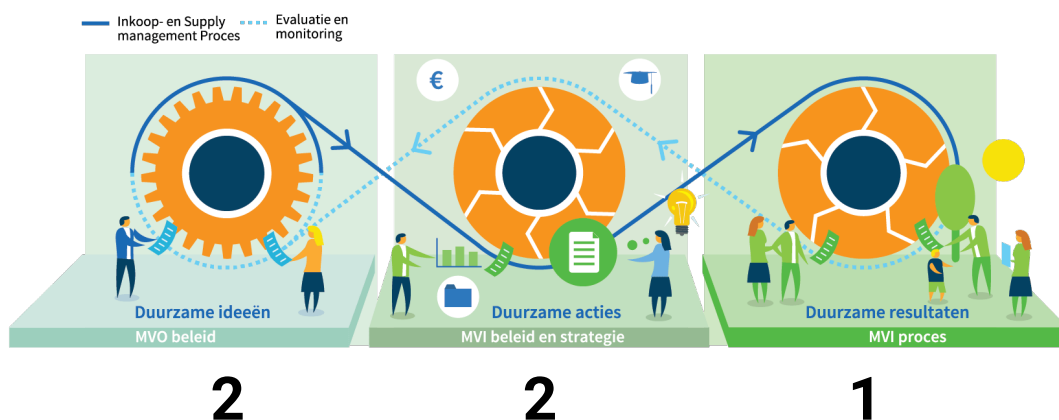 Inkoop- en Supply
management Proces
Evaluatie en
monitoring
€
Duurzame ideeën
Duurzame acties
Duurzame resultaten
MVO beleid
MVI beleid en strategie
MVI proces
2
2
1